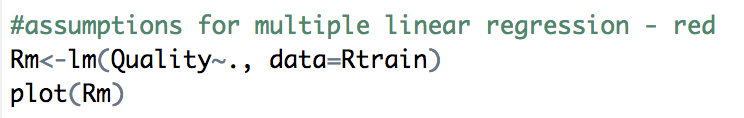 #assumptions for multiple linear regression - red
Rm<-lm(Quality~., data=Rtrain)
plot(Rm)